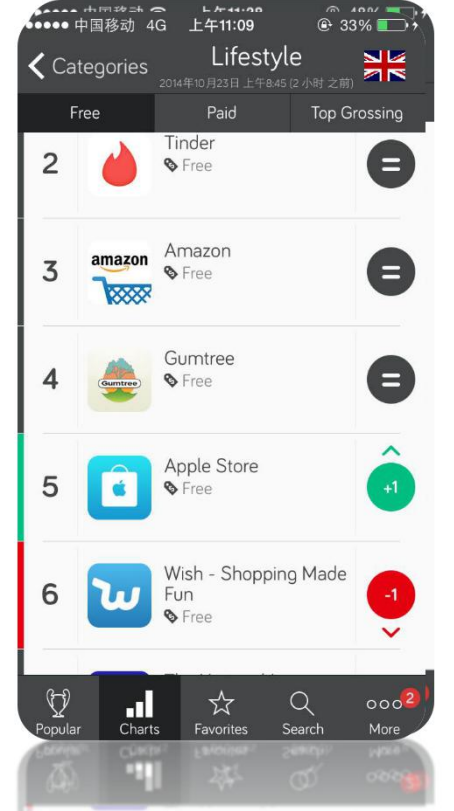 中国移动 4G 上午11:09 33%
Categories
Lifestyle
2014年10月23日 上午8:45 (2 小时 之前)
Free Paid Top Grossing
2
Tinder
Free
=
3
amazon
Amazon
Free
=
4
Gumtree
Gumtree
Free
=
5
Apple Store
Free
+1
6
Wish - Shopping Made
Fun
Free
-1
2
Popular Charts Favorites Search More